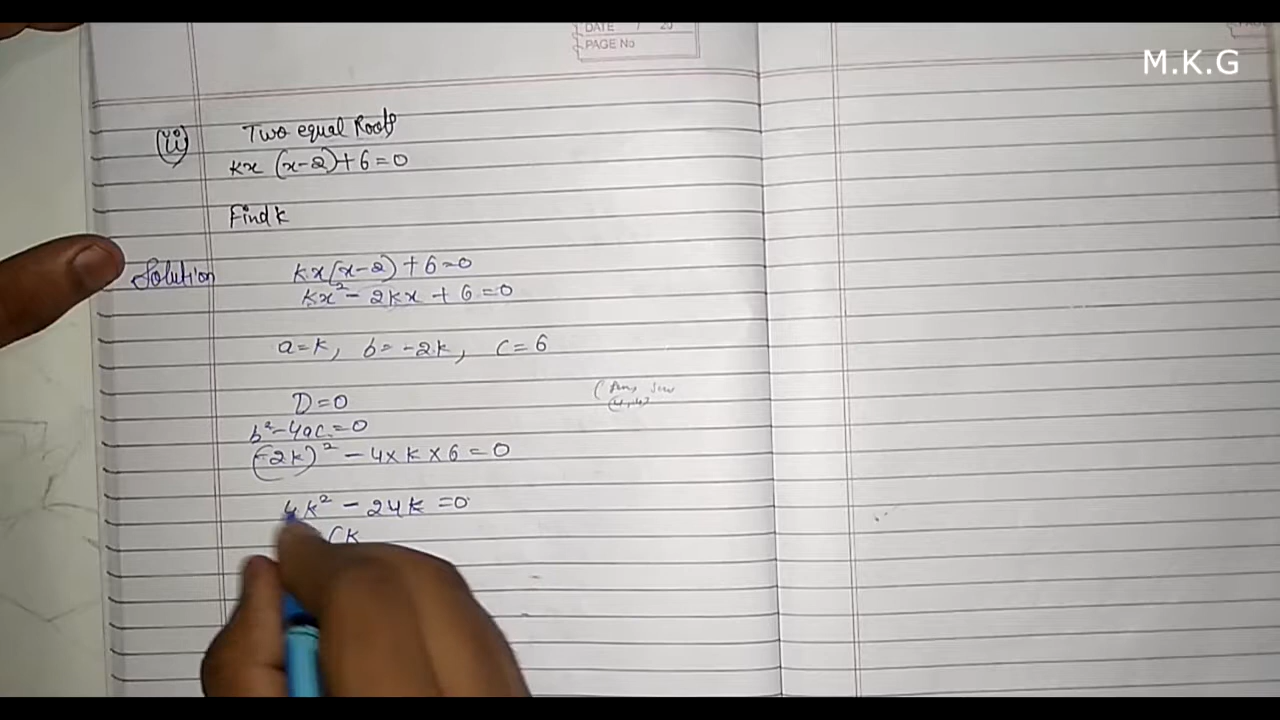 DATE / 20
PAGE No
M.K.G
(ii) Two equal Roots
kx (x-2)+6=0
Find k
Solution kx(x-2)+6=0
kx² - 2kx + 6 = 0
a=k, b=-2k, c=6
D=0
b²-4ac=0
(-2k)² - 4×k×6 = 0
4k² - 24k = 0
(k